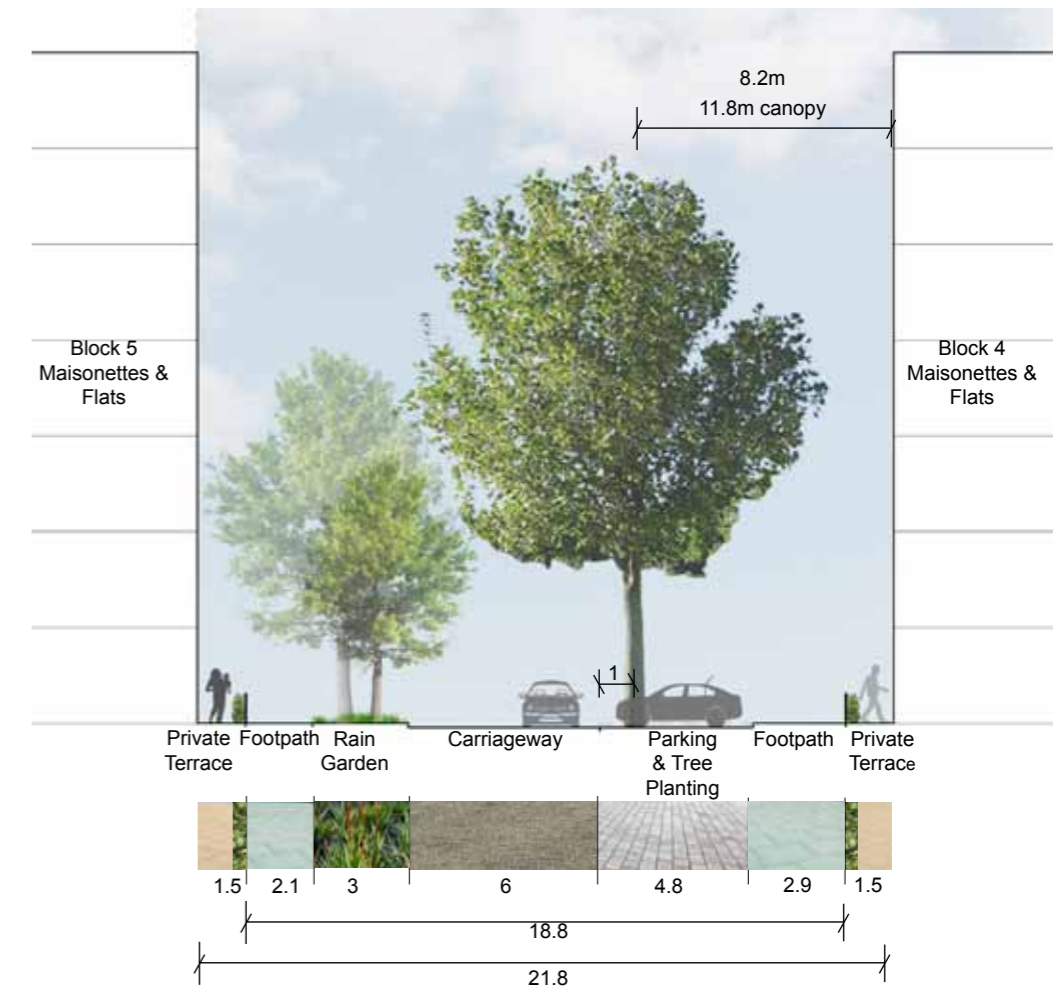 8.2m
11.8m canopy
Block 5
Maisonettes &
Flats
Block 4
Maisonettes &
Flats
1
Private
Terrace
Footpath
Rain
Garden
Carriageway
Parking
& Tree
Planting
Footpath
Private
Terrace
1.5
2.1
3
6
4.8
2.9
1.5
18.8
21.8